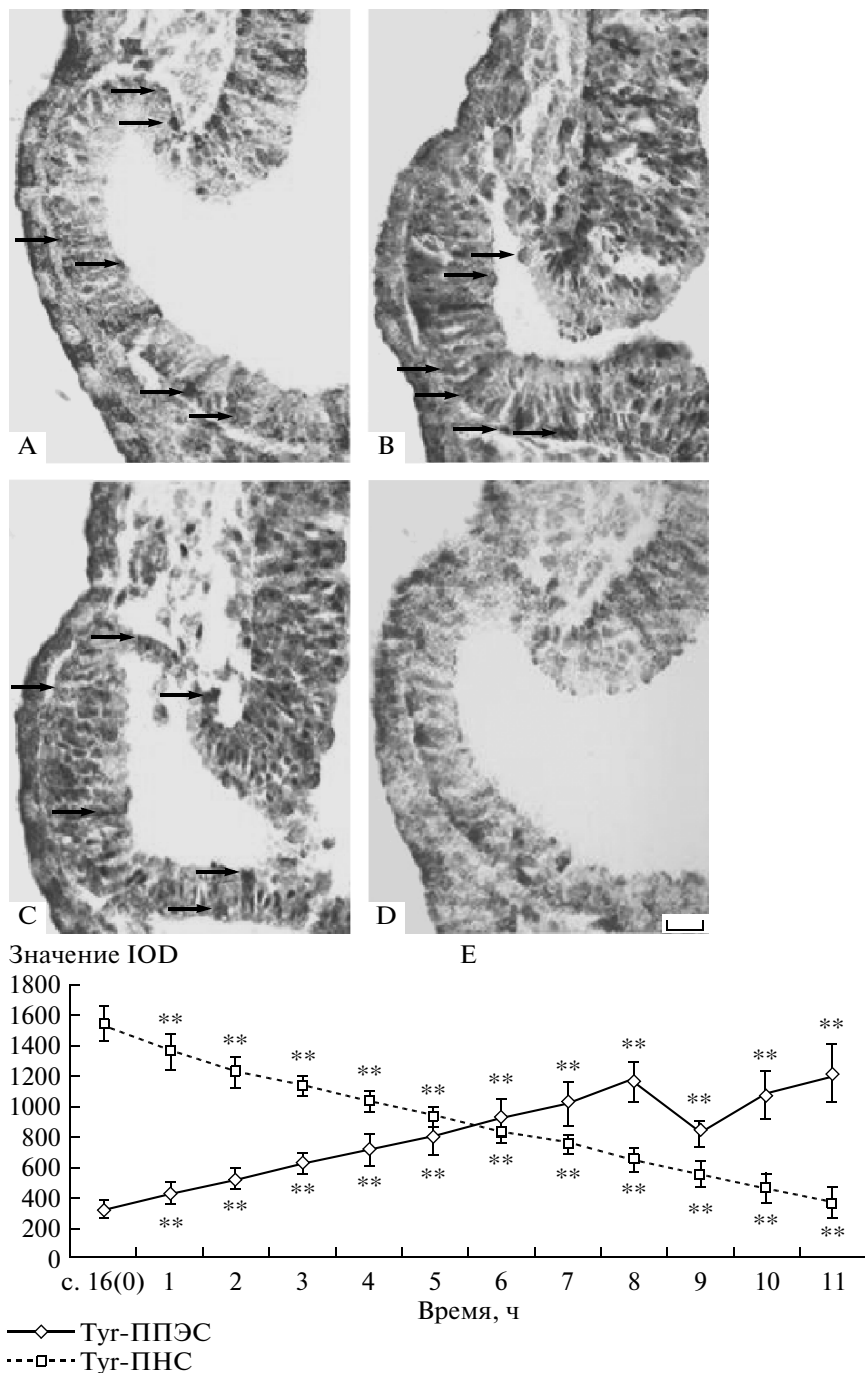 A
B
C
D
Значение IOD
E
1800
1600
1400
1200
1000
800
600
400
200
0
** ** ** ** ** ** ** ** ** ** **
** ** ** ** ** ** ** ** ** ** **
с. 16(0) 1 2 3 4 5 6 7 8 9 10 11
Время, ч
Tyr-ППЭС
Tyr-ПНС